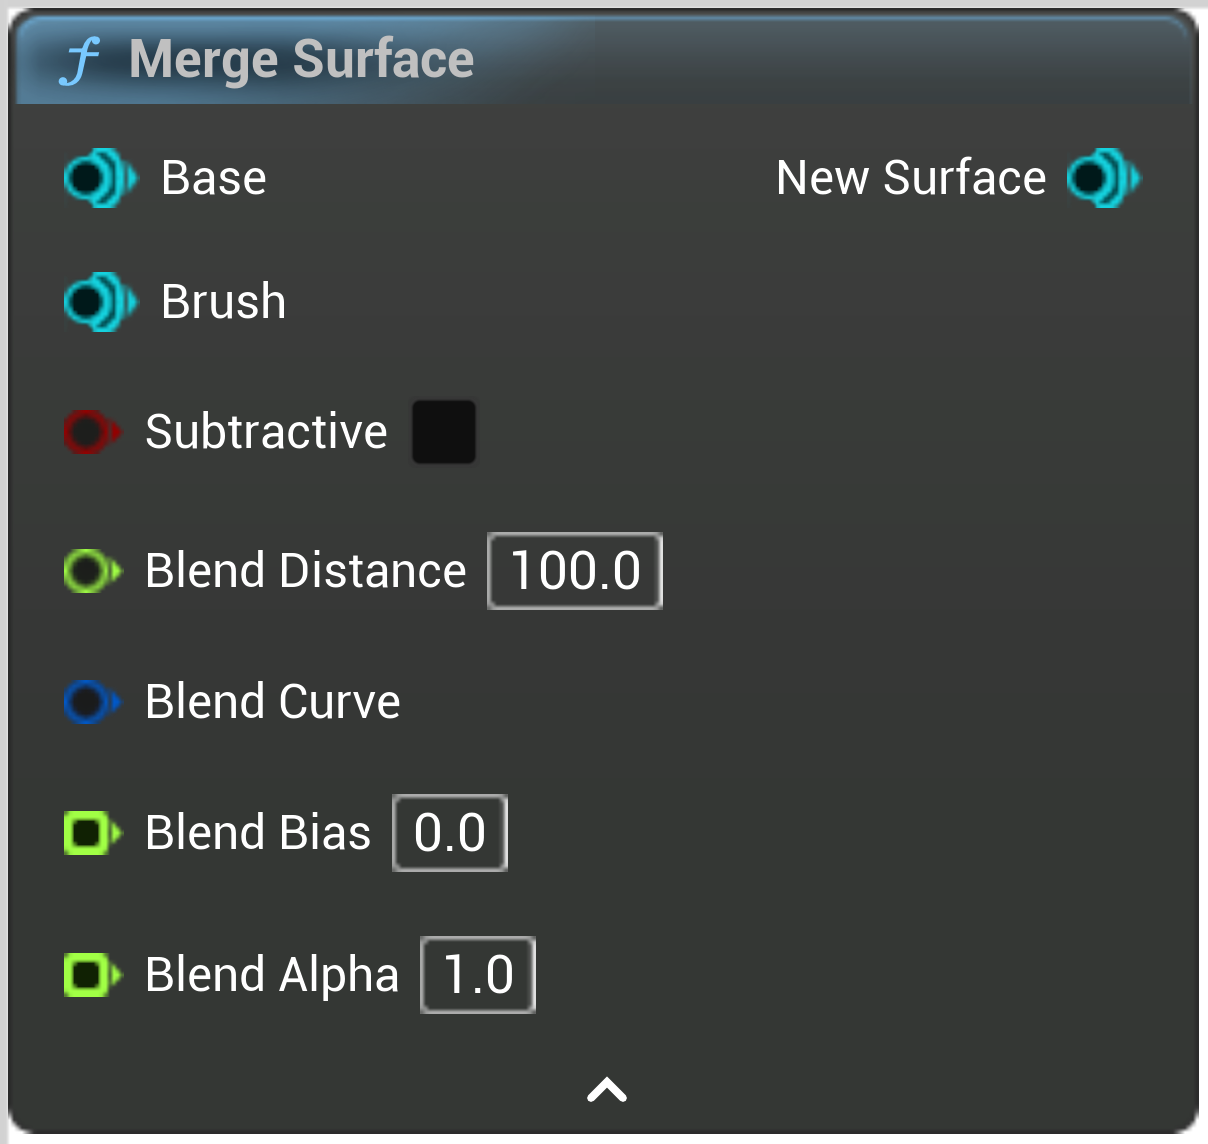 Merge Surface
Base
New Surface
Brush
Subtractive
Blend Distance 100.0
Blend Curve
Blend Bias 0.0
Blend Alpha 1.0